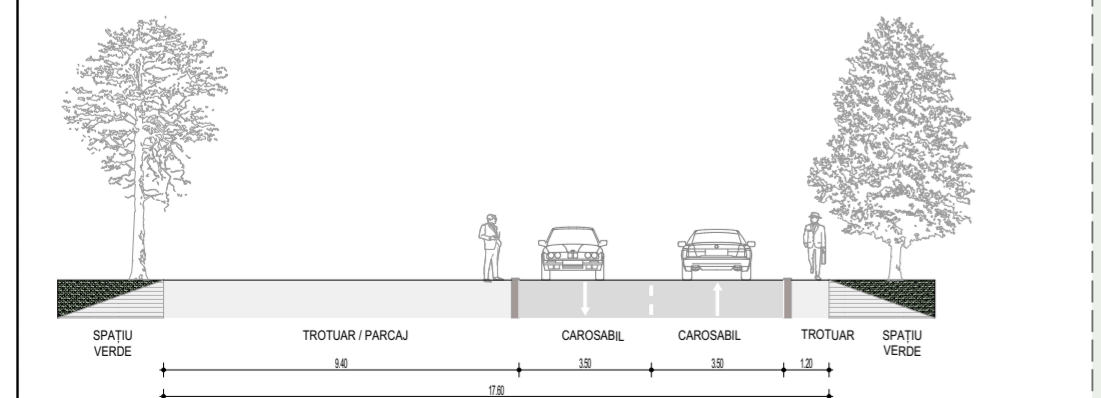 SPAȚIU
VERDE
TROTUAR / PARCAJ
CAROSABIL
CAROSABIL
TROTUAR
SPAȚIU
VERDE
9.40
3.50
3.50
1.20
17.60